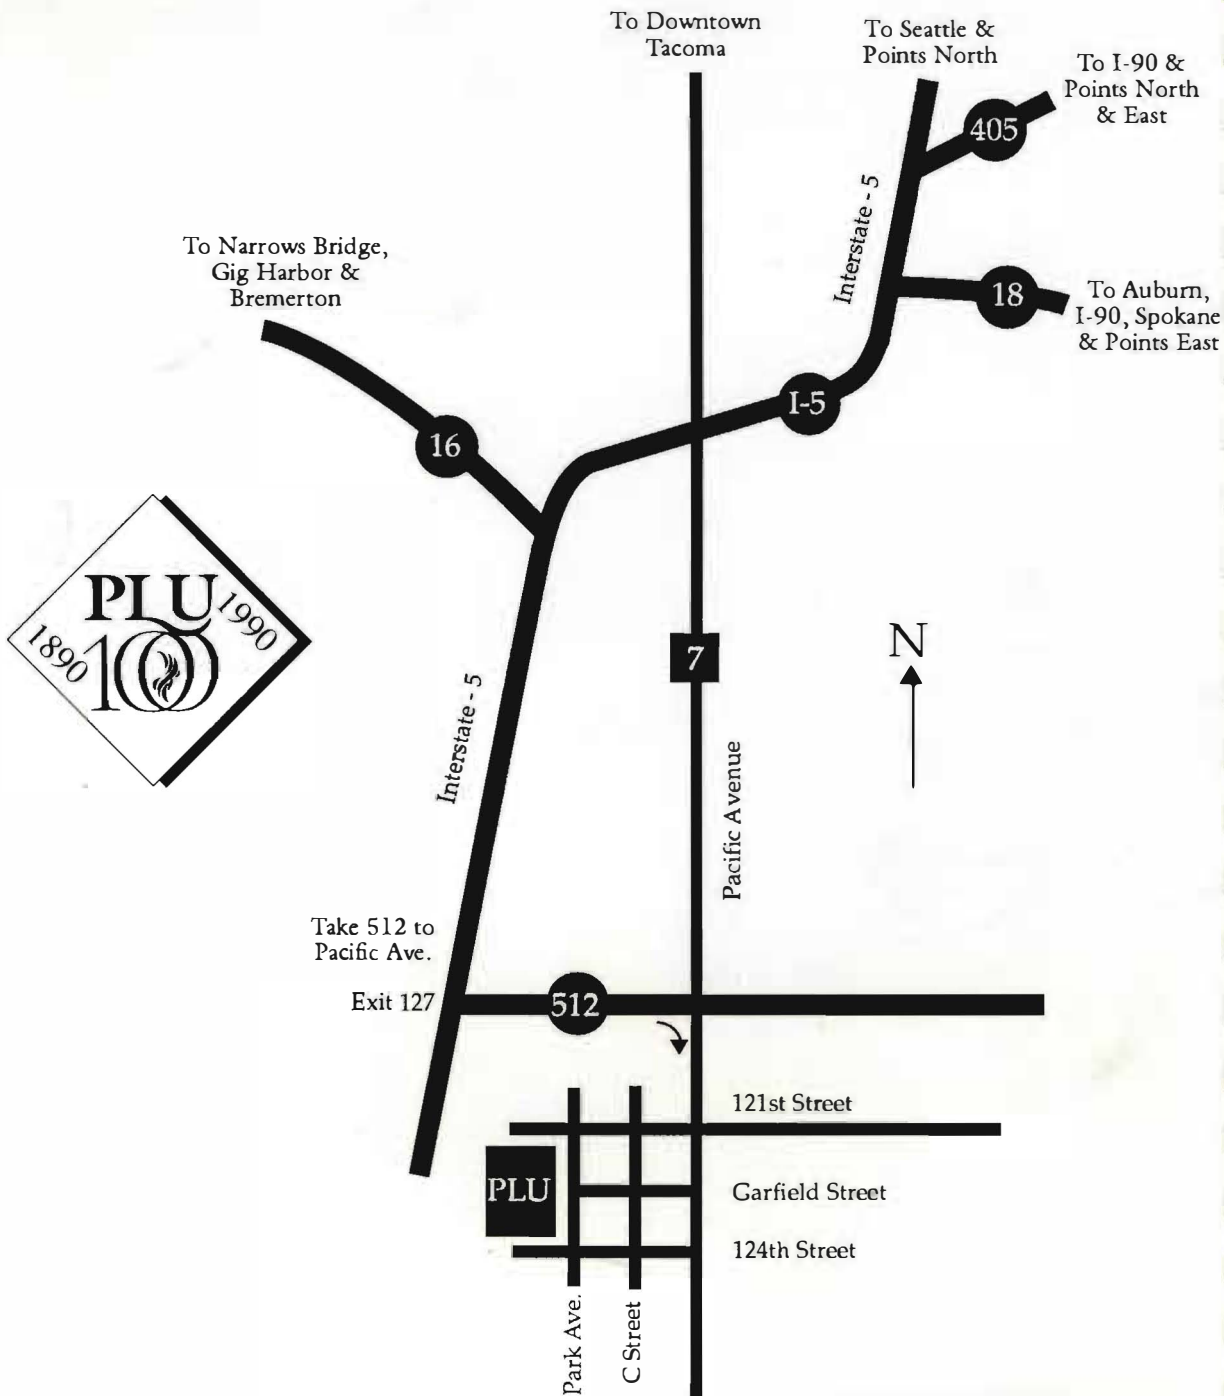 To Downtown
Tacoma
To Seattle &
Points North
To I-90 &
Points North
& East
405
Interstate - 5
To Narrows Bridge,
Gig Harbor &
Bremerton
18
To Auburn,
I-90, Spokane
& Points East
I-5
16
PLU
1890
100
1990
7
N
Interstate - 5
Pacific Avenue
Take 512 to
Pacific Ave.
Exit 127
512
121st Street
PLU
Garfield Street
124th Street
Park Ave.
C Street